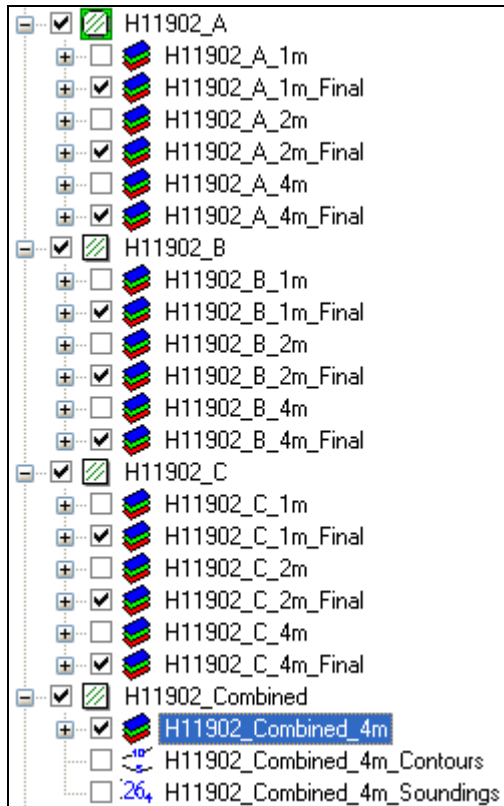 H11902_A
H11902_A_1m
H11902_A_1m_Final
H11902_A_2m
H11902_A_2m_Final
H11902_A_4m
H11902_A_4m_Final
H11902_B
H11902_B_1m
H11902_B_1m_Final
H11902_B_2m
H11902_B_2m_Final
H11902_B_4m
H11902_B_4m_Final
H11902_C
H11902_C_1m
H11902_C_1m_Final
H11902_C_2m
H11902_C_2m_Final
H11902_C_4m
H11902_C_4m_Final
H11902_Combined
H11902_Combined_4m
H11902_Combined_4m_Contours
H11902_Combined_4m_Soundings